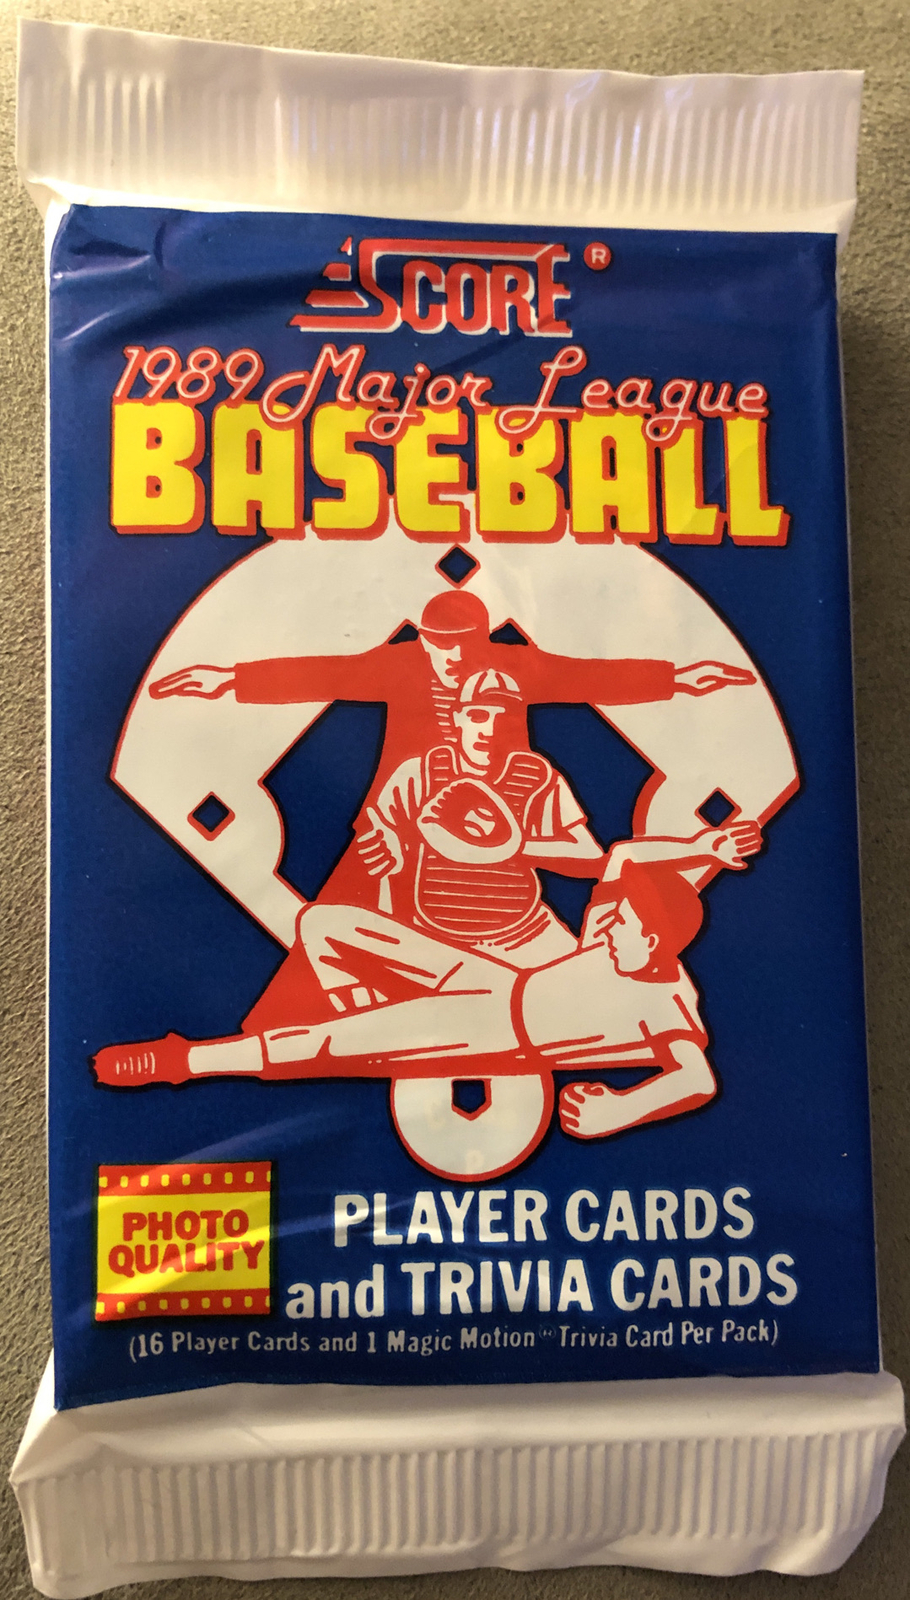 SCORE ®
1989 Major League
BASEBALL
PHOTO
QUALITY
PLAYER CARDS
and TRIVIA CARDS
(16 Player Cards and 1 Magic Motion Trivia Card Per Pack)